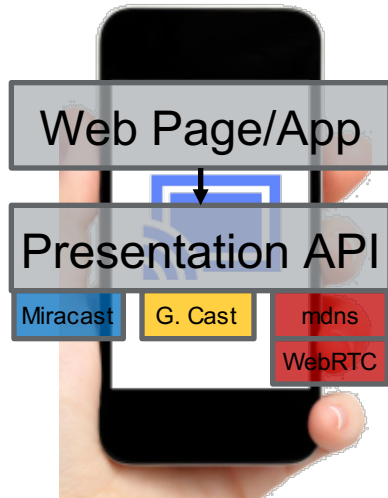 Web Page/App
Presentation API
Miracast G. Cast mdns
WebRTC